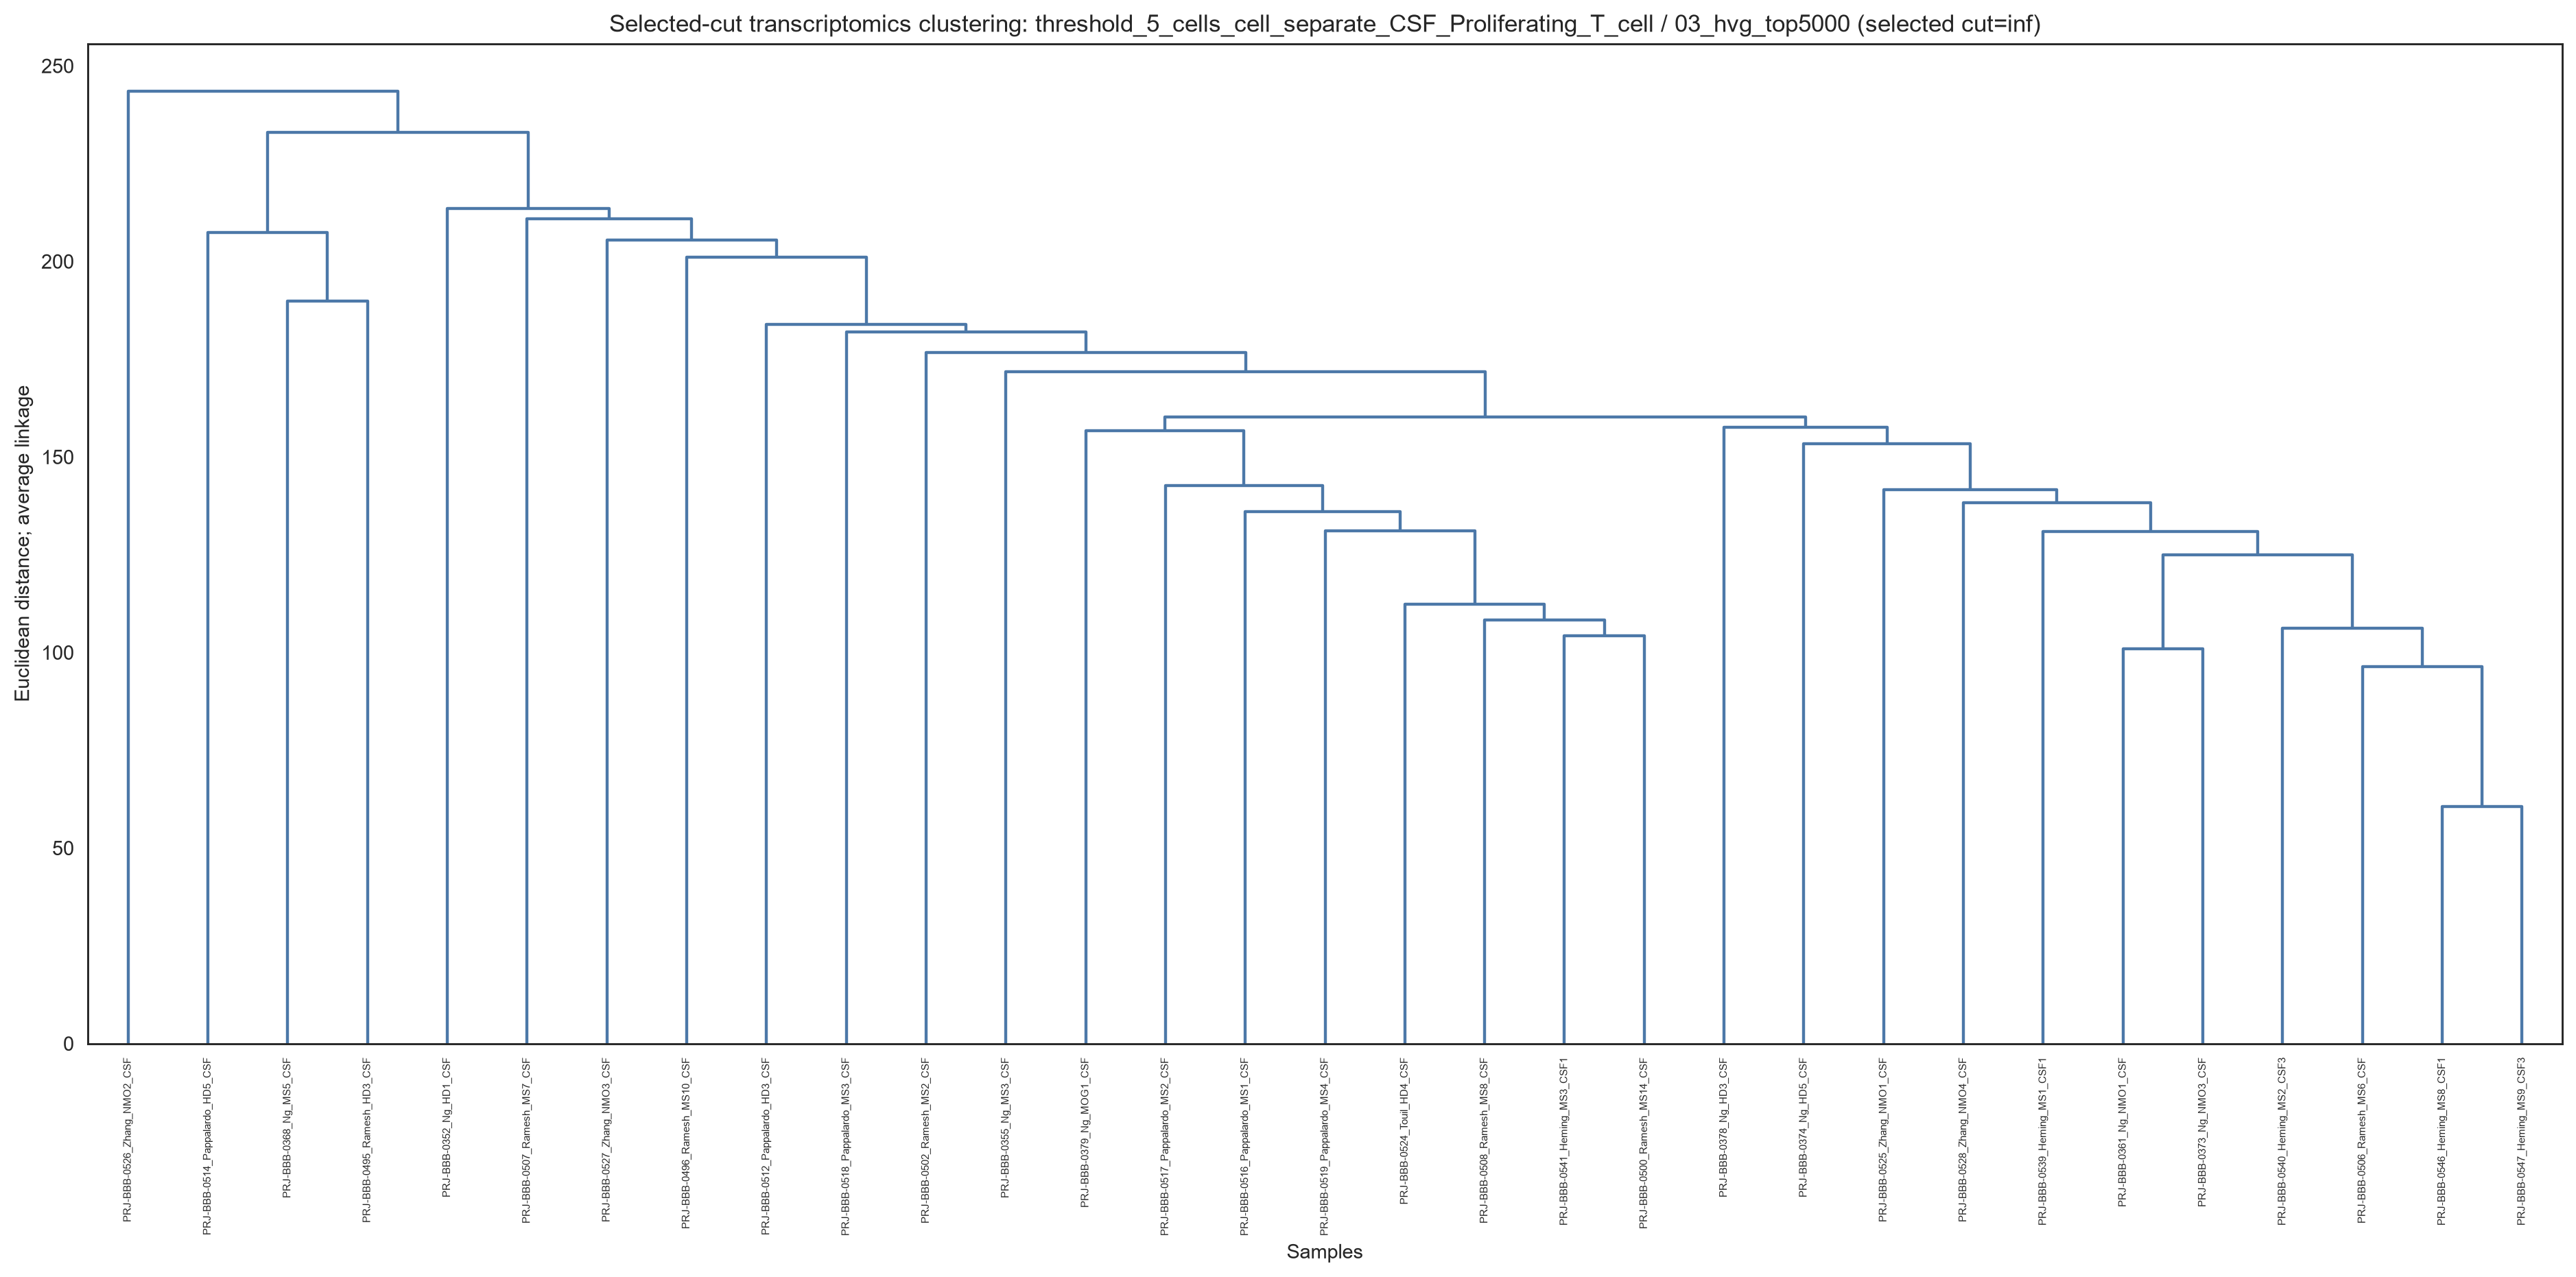 Selected-cut transcriptomics clustering: threshold_5_cells_cell_separate_CSF_Proliferating_T_cell / 03_hvg_top5000 (selected cut=inf)
Euclidean distance; average linkage
250
200
150
100
50
0
PRJ-BBB-0526_Zhang_NMO2_CSF
PRJ-BBB-0514_Pappalardo_HD5_CSF
PRJ-BBB-0368_Ng_MS5_CSF
PRJ-BBB-0495_Ramesh_HD3_CSF
PRJ-BBB-0352_Ng_HD1_CSF
PRJ-BBB-0507_Ramesh_MS7_CSF
PRJ-BBB-0527_Zhang_NMO3_CSF
PRJ-BBB-0496_Ramesh_MS10_CSF
PRJ-BBB-0512_Pappalardo_HD3_CSF
PRJ-BBB-0518_Pappalardo_MS3_CSF
PRJ-BBB-0502_Ramesh_MS2_CSF
PRJ-BBB-0355_Ng_MS3_CSF
PRJ-BBB-0379_Ng_MOG1_CSF
PRJ-BBB-0517_Pappalardo_MS2_CSF
PRJ-BBB-0516_Pappalardo_MS1_CSF
PRJ-BBB-0519_Pappalardo_MS4_CSF
PRJ-BBB-0524_Touil_HD4_CSF
PRJ-BBB-0508_Ramesh_MS8_CSF
PRJ-BBB-0541_Heming_MS3_CSF1
PRJ-BBB-0500_Ramesh_MS14_CSF
PRJ-BBB-0378_Ng_HD3_CSF
PRJ-BBB-0374_Ng_HD5_CSF
PRJ-BBB-0525_Zhang_NMO1_CSF
PRJ-BBB-0528_Zhang_NMO4_CSF
PRJ-BBB-0539_Heming_MS1_CSF1
PRJ-BBB-0361_Ng_NMO1_CSF
PRJ-BBB-0373_Ng_NMO3_CSF
PRJ-BBB-0540_Heming_MS2_CSF3
PRJ-BBB-0506_Ramesh_MS6_CSF
PRJ-BBB-0546_Heming_MS8_CSF1
PRJ-BBB-0547_Heming_MS9_CSF3
Samples